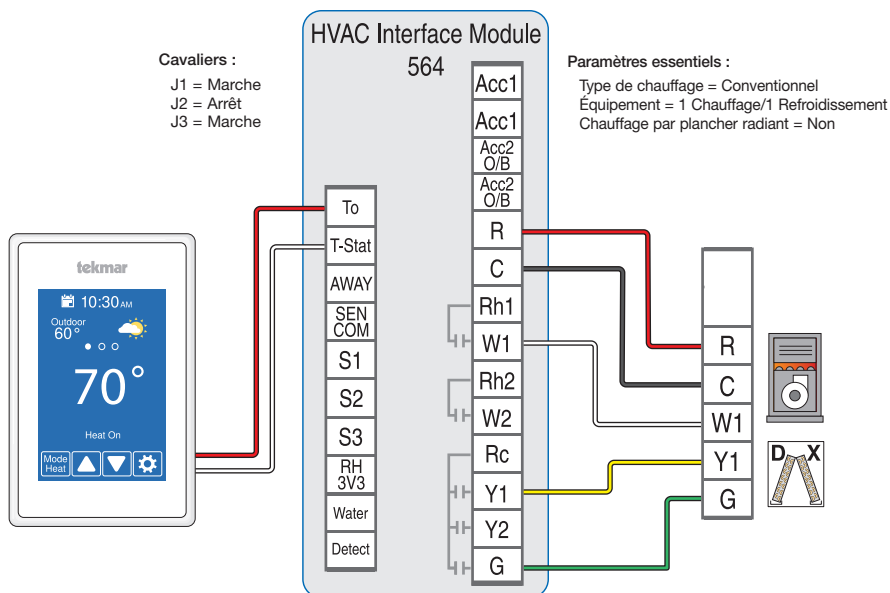 HVAC Interface Module
564
Cavaliers :
J1 = Marche
J2 = Arrêt
J3 = Marche
Paramètres essentiels :
Type de chauffage = Conventionnel
Équipement = 1 Chauffage/1 Refroidissement
Chauffage par plancher radiant = Non
tekmar
10:30 AM
Outdoor
60°
70°
Heat On
Mode
Heat
To
T-Stat
AWAY
SEN
COM
S1
S2
S3
RH
3V3
Water
Detect
Acc1
Acc1
Acc2
O/B
Acc2
O/B
R
C
Rh1
W1
Rh2
W2
Rc
Y1
Y2
G
R
C
W1
Y1
G
D X